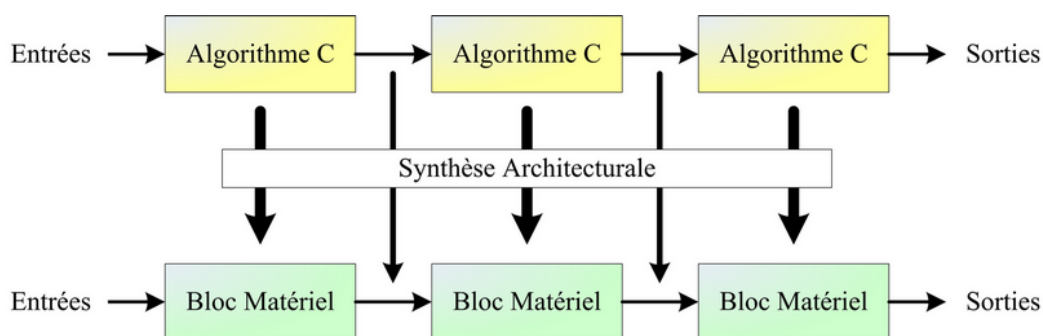 Entrées Algorithme C Algorithme C Algorithme C Sorties
Synthèse Architecturale
Entrées Bloc Matériel Bloc Matériel Bloc Matériel Sorties